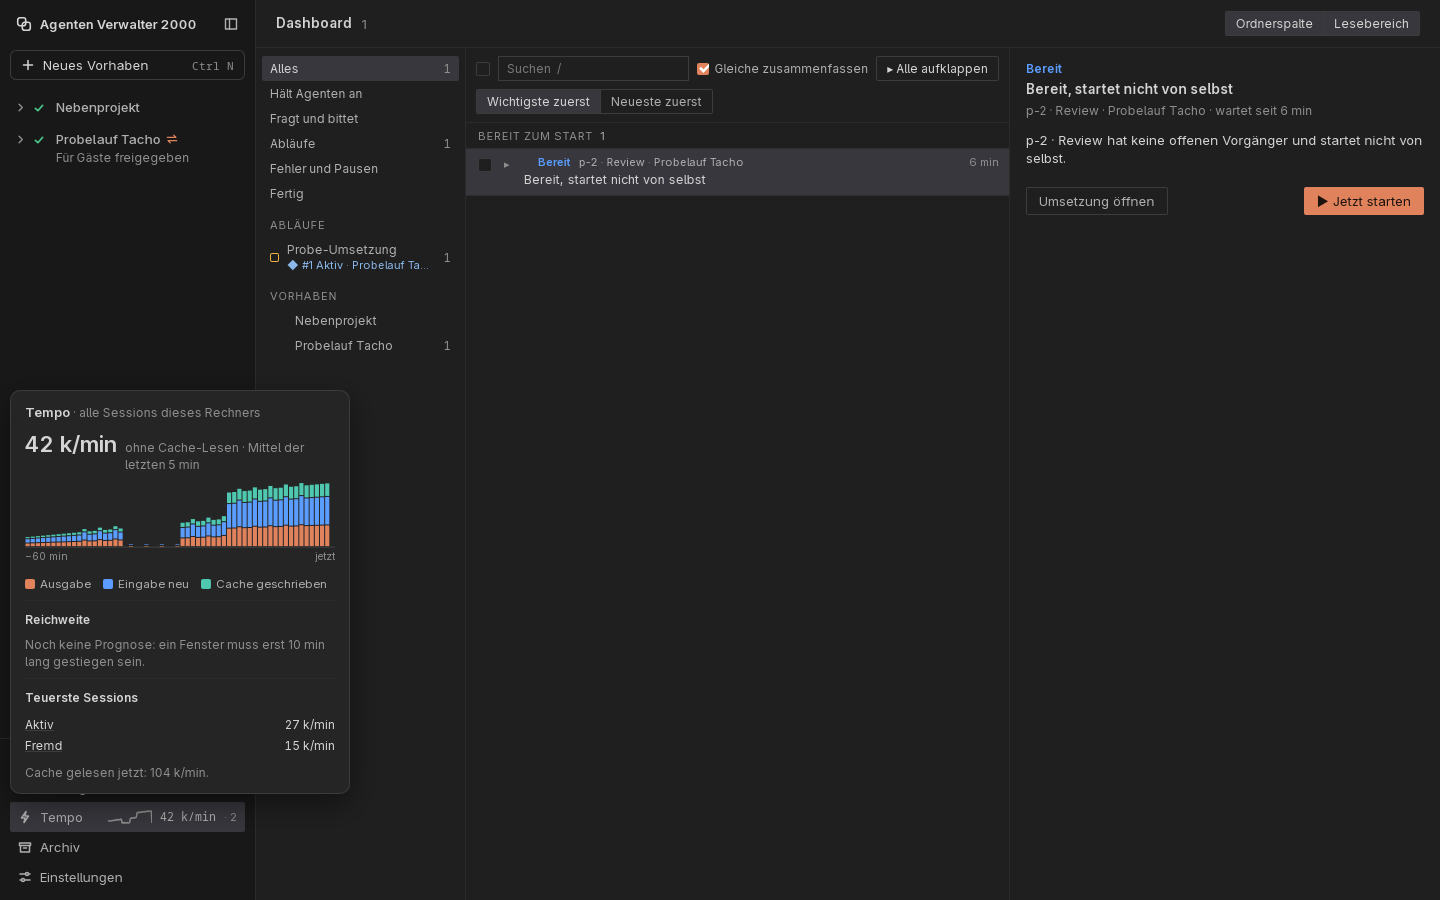 Agenten Verwalter 2000
Neues Vorhaben Ctrl N
Nebenprojekt
Probelauf Tacho
Für Gäste freigegeben
Dashboard 1
Ordnerspalte Lesebereich
Alles 1
Hält Agenten an
Fragt und bittet
Abläufe 1
Fehler und Pausen
Fertig
ABLÄUFE
Probe-Umsetzung 1
#1 Aktiv · Probelauf Ta...
VORHABEN
Nebenprojekt
Probelauf Tacho 1
Suchen /
Gleiche zusammenfassen
▸ Alle aufklappen
Wichtigste zuerst Neueste zuerst
BEREIT ZUM START 1
Bereit p-2 · Review · Probelauf Tacho 6 min
Bereit, startet nicht von selbst
Bereit
Bereit, startet nicht von selbst
p-2 · Review · Probelauf Tacho · wartet seit 6 min
p-2 · Review hat keine offenen Vorgänger und startet nicht von
selbst.
Umsetzung öffnen
▶ Jetzt starten
Tempo · alle Sessions dieses Rechners
42 k/min ohne Cache-Lesen · Mittel der
letzten 5 min
−60 min jetzt
Ausgabe Eingabe neu Cache geschrieben
Reichweite
Noch keine Prognose: ein Fenster muss erst 10 min
lang gestiegen sein.
Teuerste Sessions
Aktiv 27 k/min
Fremd 15 k/min
Cache gelesen jetzt: 104 k/min.
Tempo 42 k/min · 2
Archiv
Einstellungen